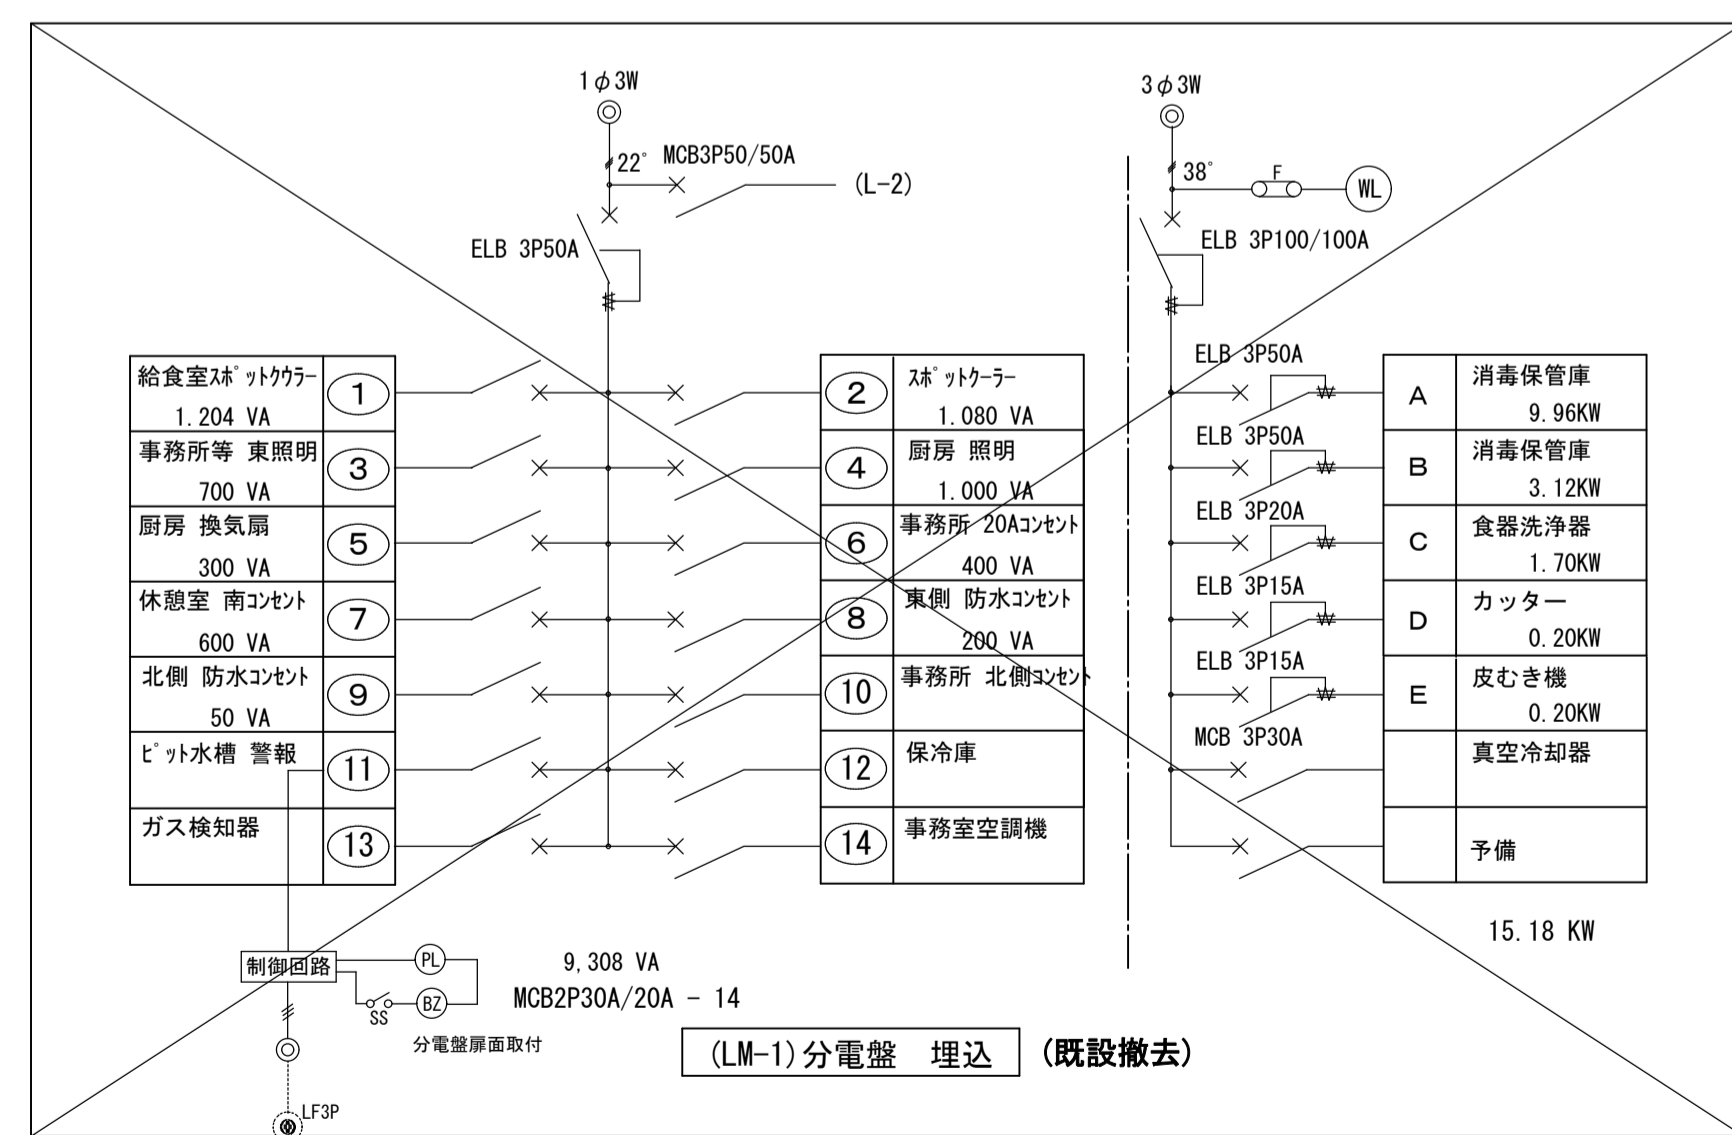 1φ3W
22°
MCB3P50/50A
(L-2)
ELB 3P50A
3φ3W
38°
F
WL
ELB 3P100/100A
給食室ｽﾎﾟｯﾄｸｳﾗｰ
1.204 VA
1
2
ｽﾎﾟｯﾄｸｰﾗｰ
1.080 VA
ELB 3P50A
A
消毒保管庫
9.96KW
事務所等 東照明
700 VA
3
4
厨房 照明
1.000 VA
ELB 3P50A
B
消毒保管庫
3.12KW
厨房 換気扇
300 VA
5
6
事務所 20Aｺﾝｾﾝﾄ
400 VA
ELB 3P20A
C
食器洗浄器
1.70KW
休憩室 南ｺﾝｾﾝﾄ
600 VA
7
8
東側 防水ｺﾝｾﾝﾄ
200 VA
ELB 3P15A
D
カッター
0.20KW
北側 防水ｺﾝｾﾝﾄ
50 VA
9
10
事務所 北側ｺﾝｾﾝﾄ
ELB 3P15A
E
皮むき機
0.20KW
ﾋﾟｯﾄ水槽 警報
11
12
保冷庫
MCB 3P30A
真空冷却器
ガス検知器
13
14
事務室空調機
予備
15.18 KW
制御回路
PL
SS
BZ
分電盤扉面取付
9,308 VA
MCB2P30A/20A - 14
(LM-1)分電盤　埋込
(既設撤去)
LF3P